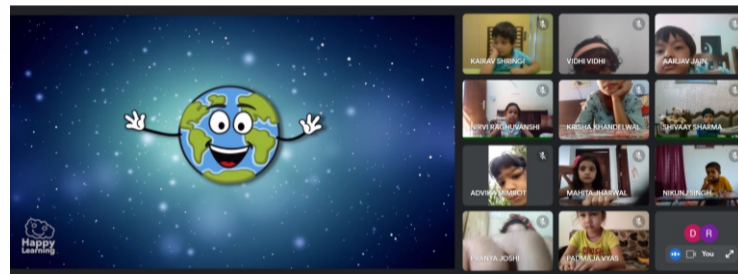 KAIRAV SHRINGI
VIDHI VIDHI
AARJAV JAIN
NIRVI RAGHUVANSHI
KRISHA KHANDELWAL
SHIVAAY SHARMA
ADVIKA NIMROT
MAHITA JHARWAL
NIKUNJ SINGH
PRANYA JOSHI
PADMAJA VYAS
D R
You
Happy
Learning